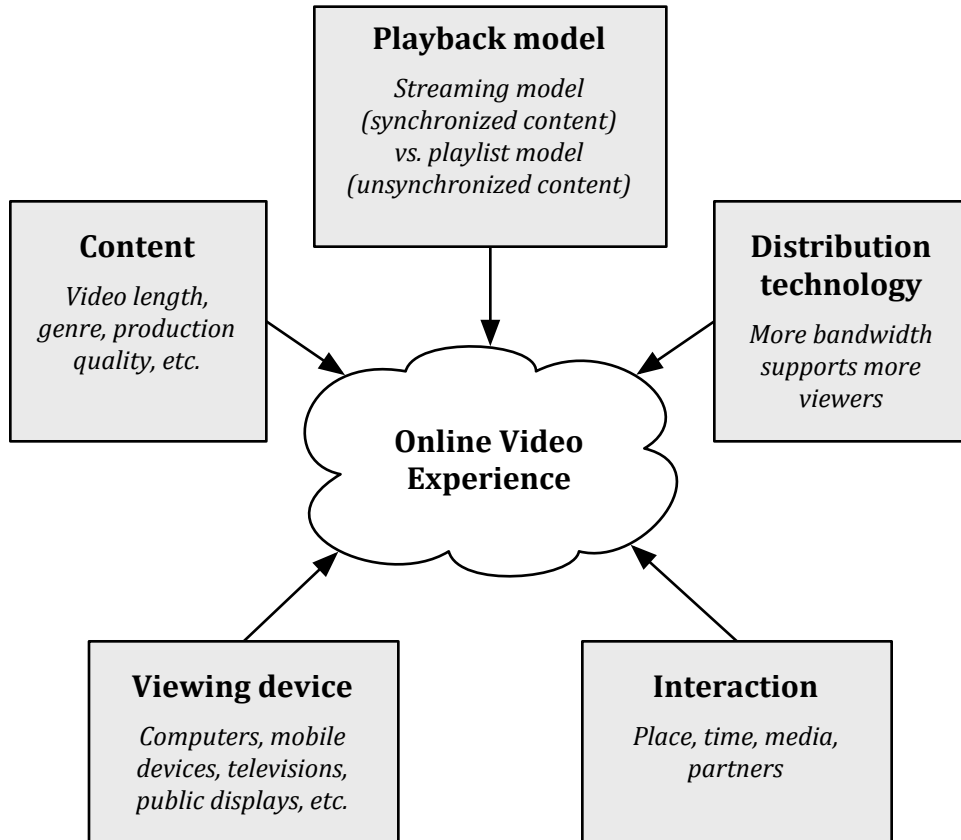 Playback model
Streaming model
(synchronized content)
vs. playlist model
(unsynchronized content)
Content
Video length,
genre, production
quality, etc.
Distribution
technology
More bandwidth
supports more
viewers
Online Video
Experience
Viewing device
Computers, mobile
devices, televisions,
public displays, etc.
Interaction
Place, time, media,
partners